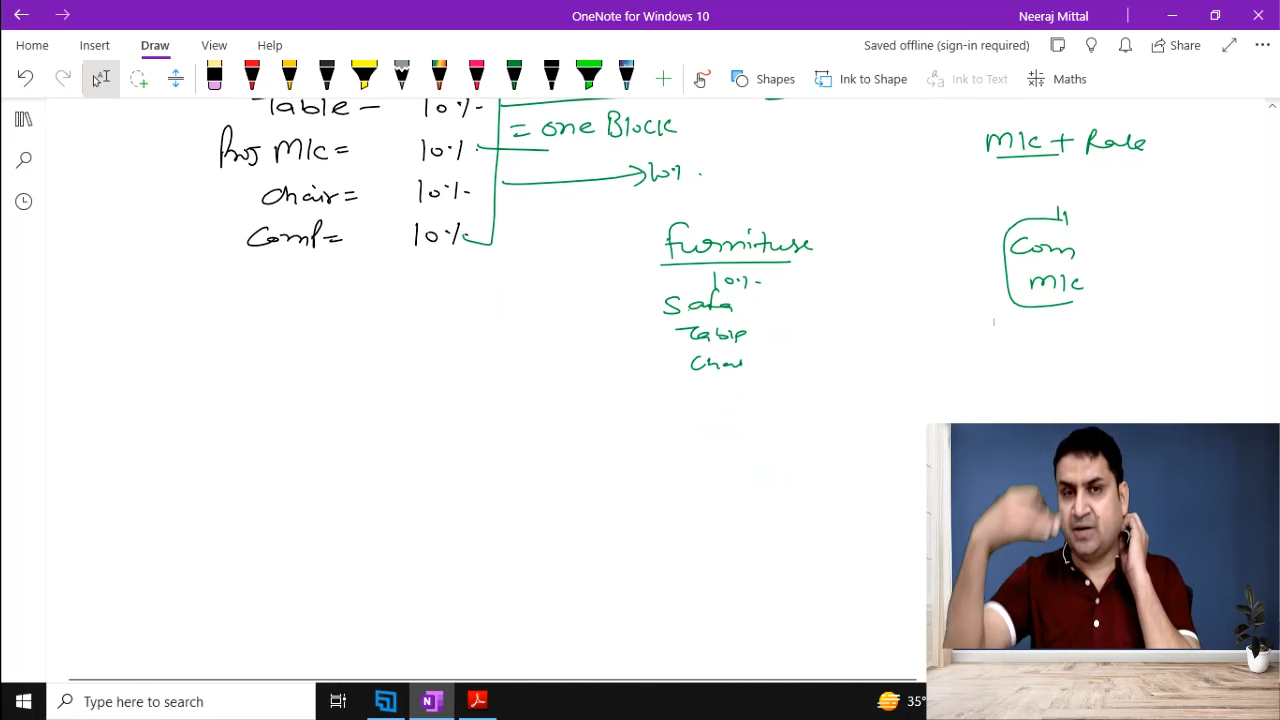 OneNote for Windows 10
Neeraj Mittal
Home Insert Draw View Help
Saved offline (sign-in required)
Share
Shapes
Ink to Shape
Ink to Text
Maths
Table – 10%
Proj M/c = 10%
Chair = 10%
Comp = 10%
= one Block
10%.
furniture
10%
Sofa
Table
Chair
M/c + Rate
Com
M/c
Type here to search
35°